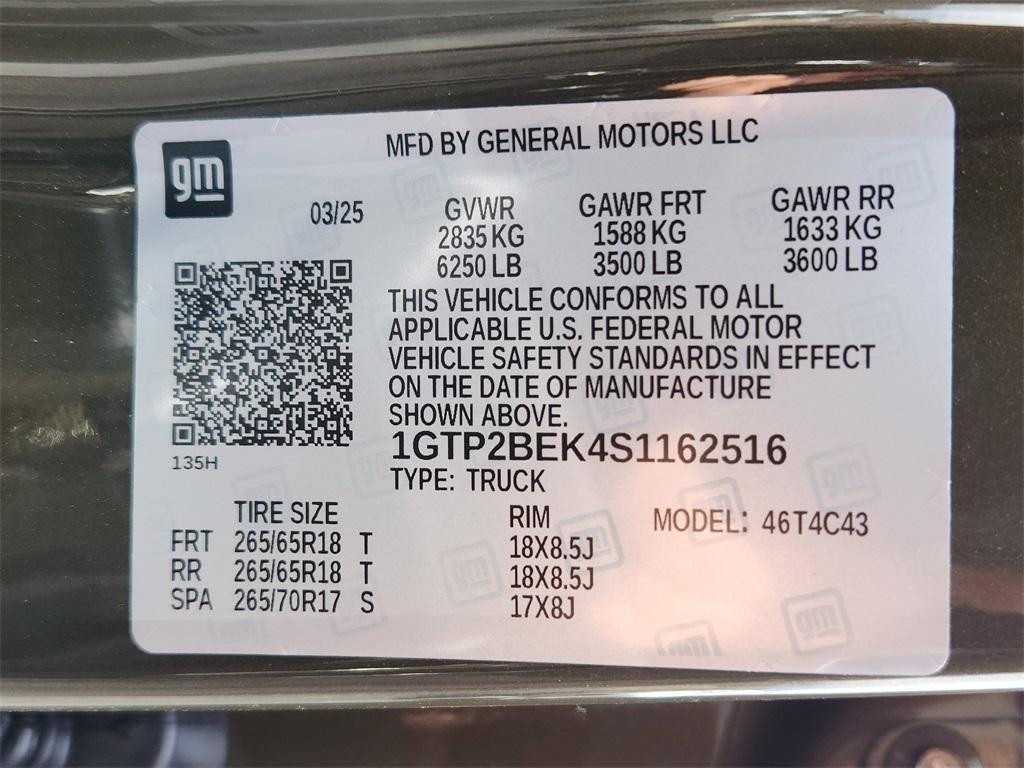 gm
MFD BY GENERAL MOTORS LLC
03/25 GVWR GAWR FRT GAWR RR
2835 KG 1588 KG 1633 KG
6250 LB 3500 LB 3600 LB
THIS VEHICLE CONFORMS TO ALL
APPLICABLE U.S. FEDERAL MOTOR
VEHICLE SAFETY STANDARDS IN EFFECT
ON THE DATE OF MANUFACTURE
SHOWN ABOVE.
1GTP2BEK4S1162516
135H
TYPE: TRUCK
TIRE SIZE RIM MODEL: 46T4C43
FRT 265/65R18 T 18X8.5J
RR 265/65R18 T 18X8.5J
SPA 265/70R17 S 17X8J